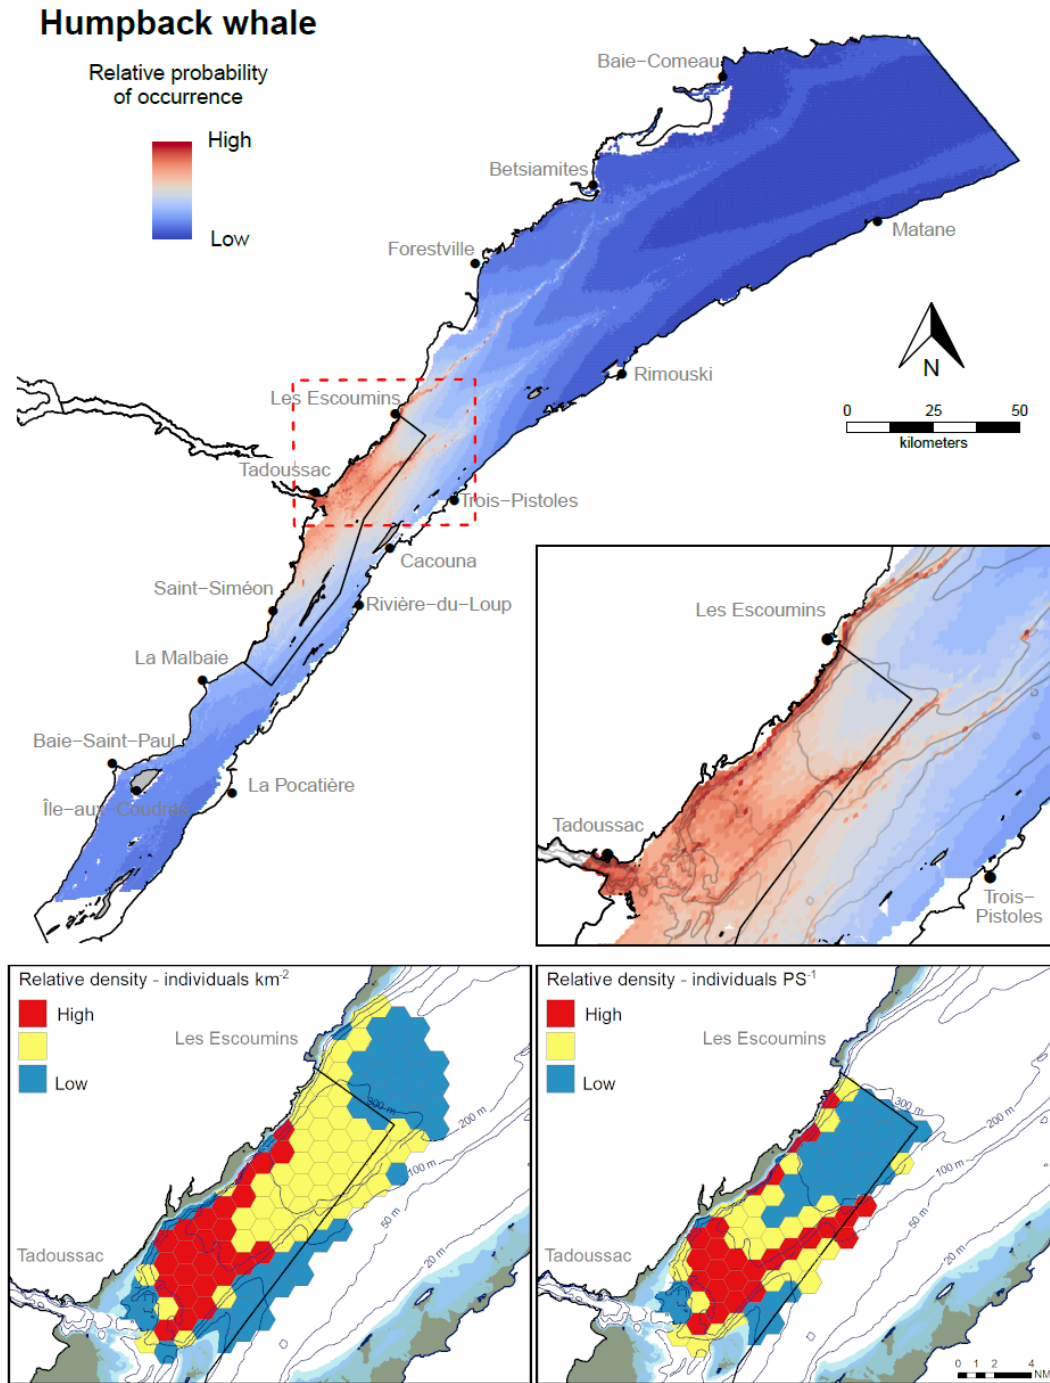 Humpback whale
Relative probability
of occurrence
High
Low
Baie−Comeau
Betsiamites
Matane
Forestville
N
Rimouski
0 25 50
kilometers
Les Escoumins
Tadoussac
Trois−Pistoles
Cacouna
Saint−Siméon
Rivière−du−Loup
La Malbaie
Baie−Saint−Paul
La Pocatière
Île−aux−Coudres
Les Escoumins
Tadoussac
Trois−
Pistoles
Relative density - individuals km-2
High
Low
Les Escoumins
300 m
200 m
100 m
50 m
20 m
Tadoussac
Relative density - individuals PS-1
High
Low
Les Escoumins
300 m
200 m
100 m
50 m
20 m
Tadoussac
0 1 2 4
NM